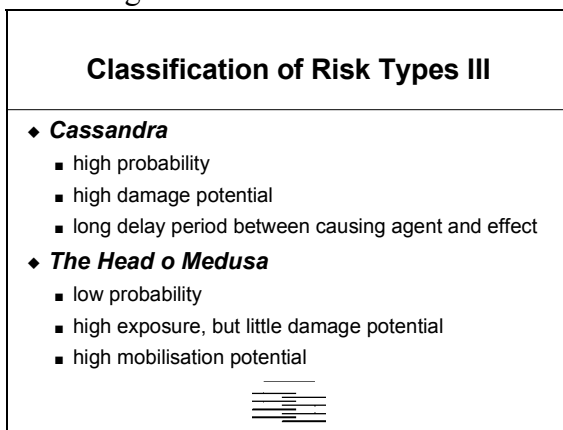 Classification of Risk Types III
◆ Cassandra
■ high probability
■ high damage potential
■ long delay period between causing agent and effect
◆ The Head o Medusa
■ low probability
■ high exposure, but little damage potential
■ high mobilisation potential